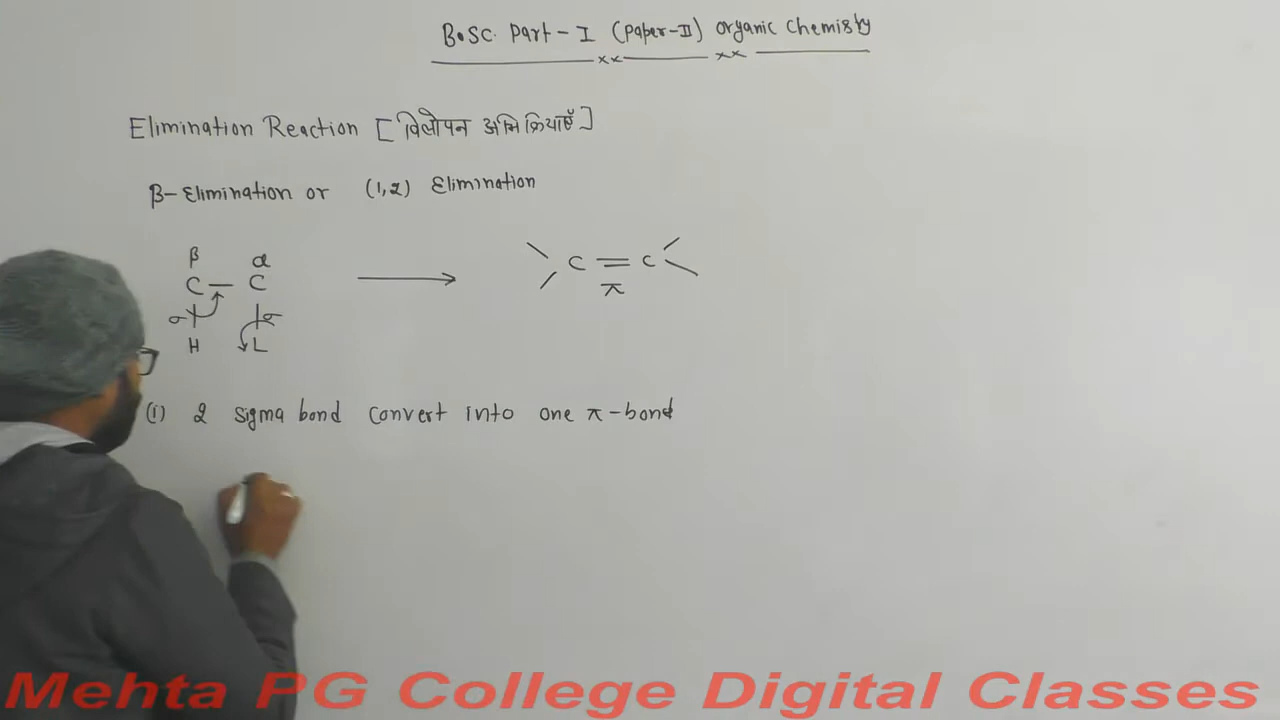 B.Sc. Part-I (Paper-II) Organic Chemistry
Elimination Reaction [विलोपन अभिक्रियाएँ]
β-Elimination or (1,2) Elimination
β α
C — C → C = C
σ σ π
H L
(i) 2 sigma bond convert into one π-bond
Mehta PG College Digital Classes